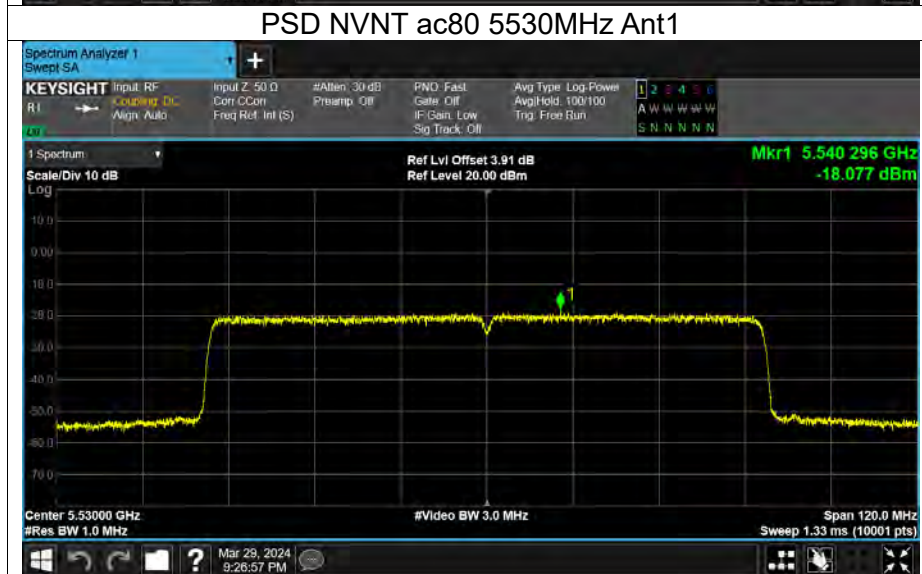 PSD NVNT ac80 5530MHz Ant1
Spectrum Analyzer 1
Swept SA
+
KEYSIGHT Input: RF Input Z: 50 Ω #Atten: 30 dB PNO: Fast Avg Type: Log-Power 1 2 3 4 5 6
Coupling: DC Corr CCorr Preamp: Off Gate: Off Avg|Hold: 100/100 A W W W W W
Align: Auto Freq Ref: Int (S) IF Gain: Low Trig: Free Run
Sig Track: Off S N N N N N
1 Spectrum
Ref Lvl Offset 3.91 dB Mkr1 5.540 296 GHz
Scale/Div 10 dB Ref Level 20.00 dBm -18.077 dBm
Log
10.0
0.00
-10.0
1
-20.0
-30.0
-40.0
-50.0
-60.0
-70.0
Center 5.53000 GHz #Video BW 3.0 MHz Span 120.0 MHz
#Res BW 1.0 MHz Sweep 1.33 ms (10001 pts)
? Mar 29, 2024
9:26:57 PM